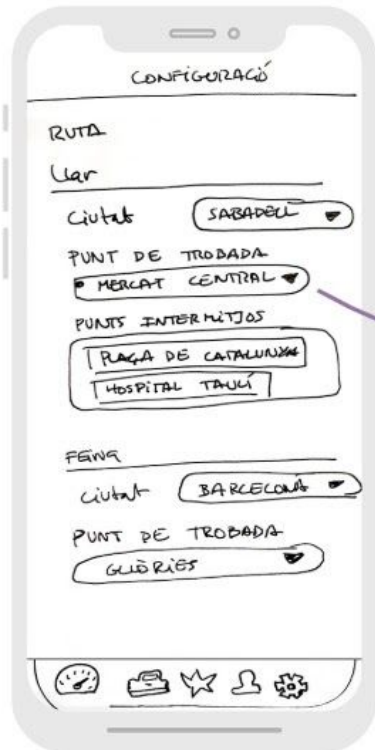 CONFIGURACIÓ
RUTA
Llar
Ciutat SABADELL
PUNT DE TROBADA
MERCAT CENTRAL
PUNTS INTERMITJOS
PLAÇA DE CATALUNYA
HOSPITAL TAULÍ
FEINA
Ciutat BARCELONA
PUNT DE TROBADA
GLÒRIES